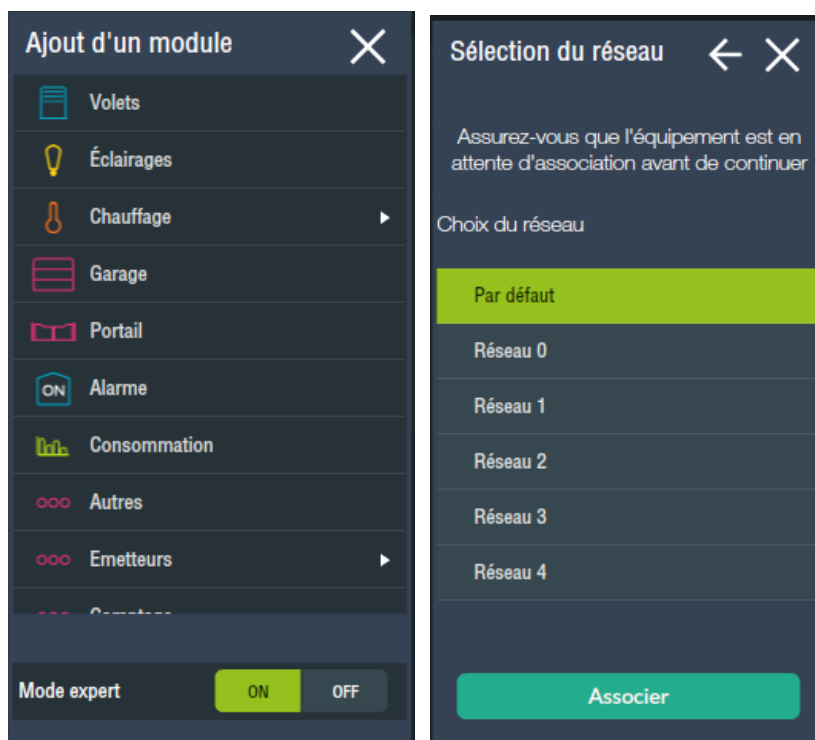 Ajout d'un module
Volets
Éclairages
Chauffage
Garage
Portail
ON
Alarme
Consommation
Autres
Emetteurs
Mode expert
ON
OFF
Sélection du réseau
Assurez-vous que l'équipement est en
attente d'association avant de continuer
Choix du réseau
Par défaut
Réseau 0
Réseau 1
Réseau 2
Réseau 3
Réseau 4
Associer